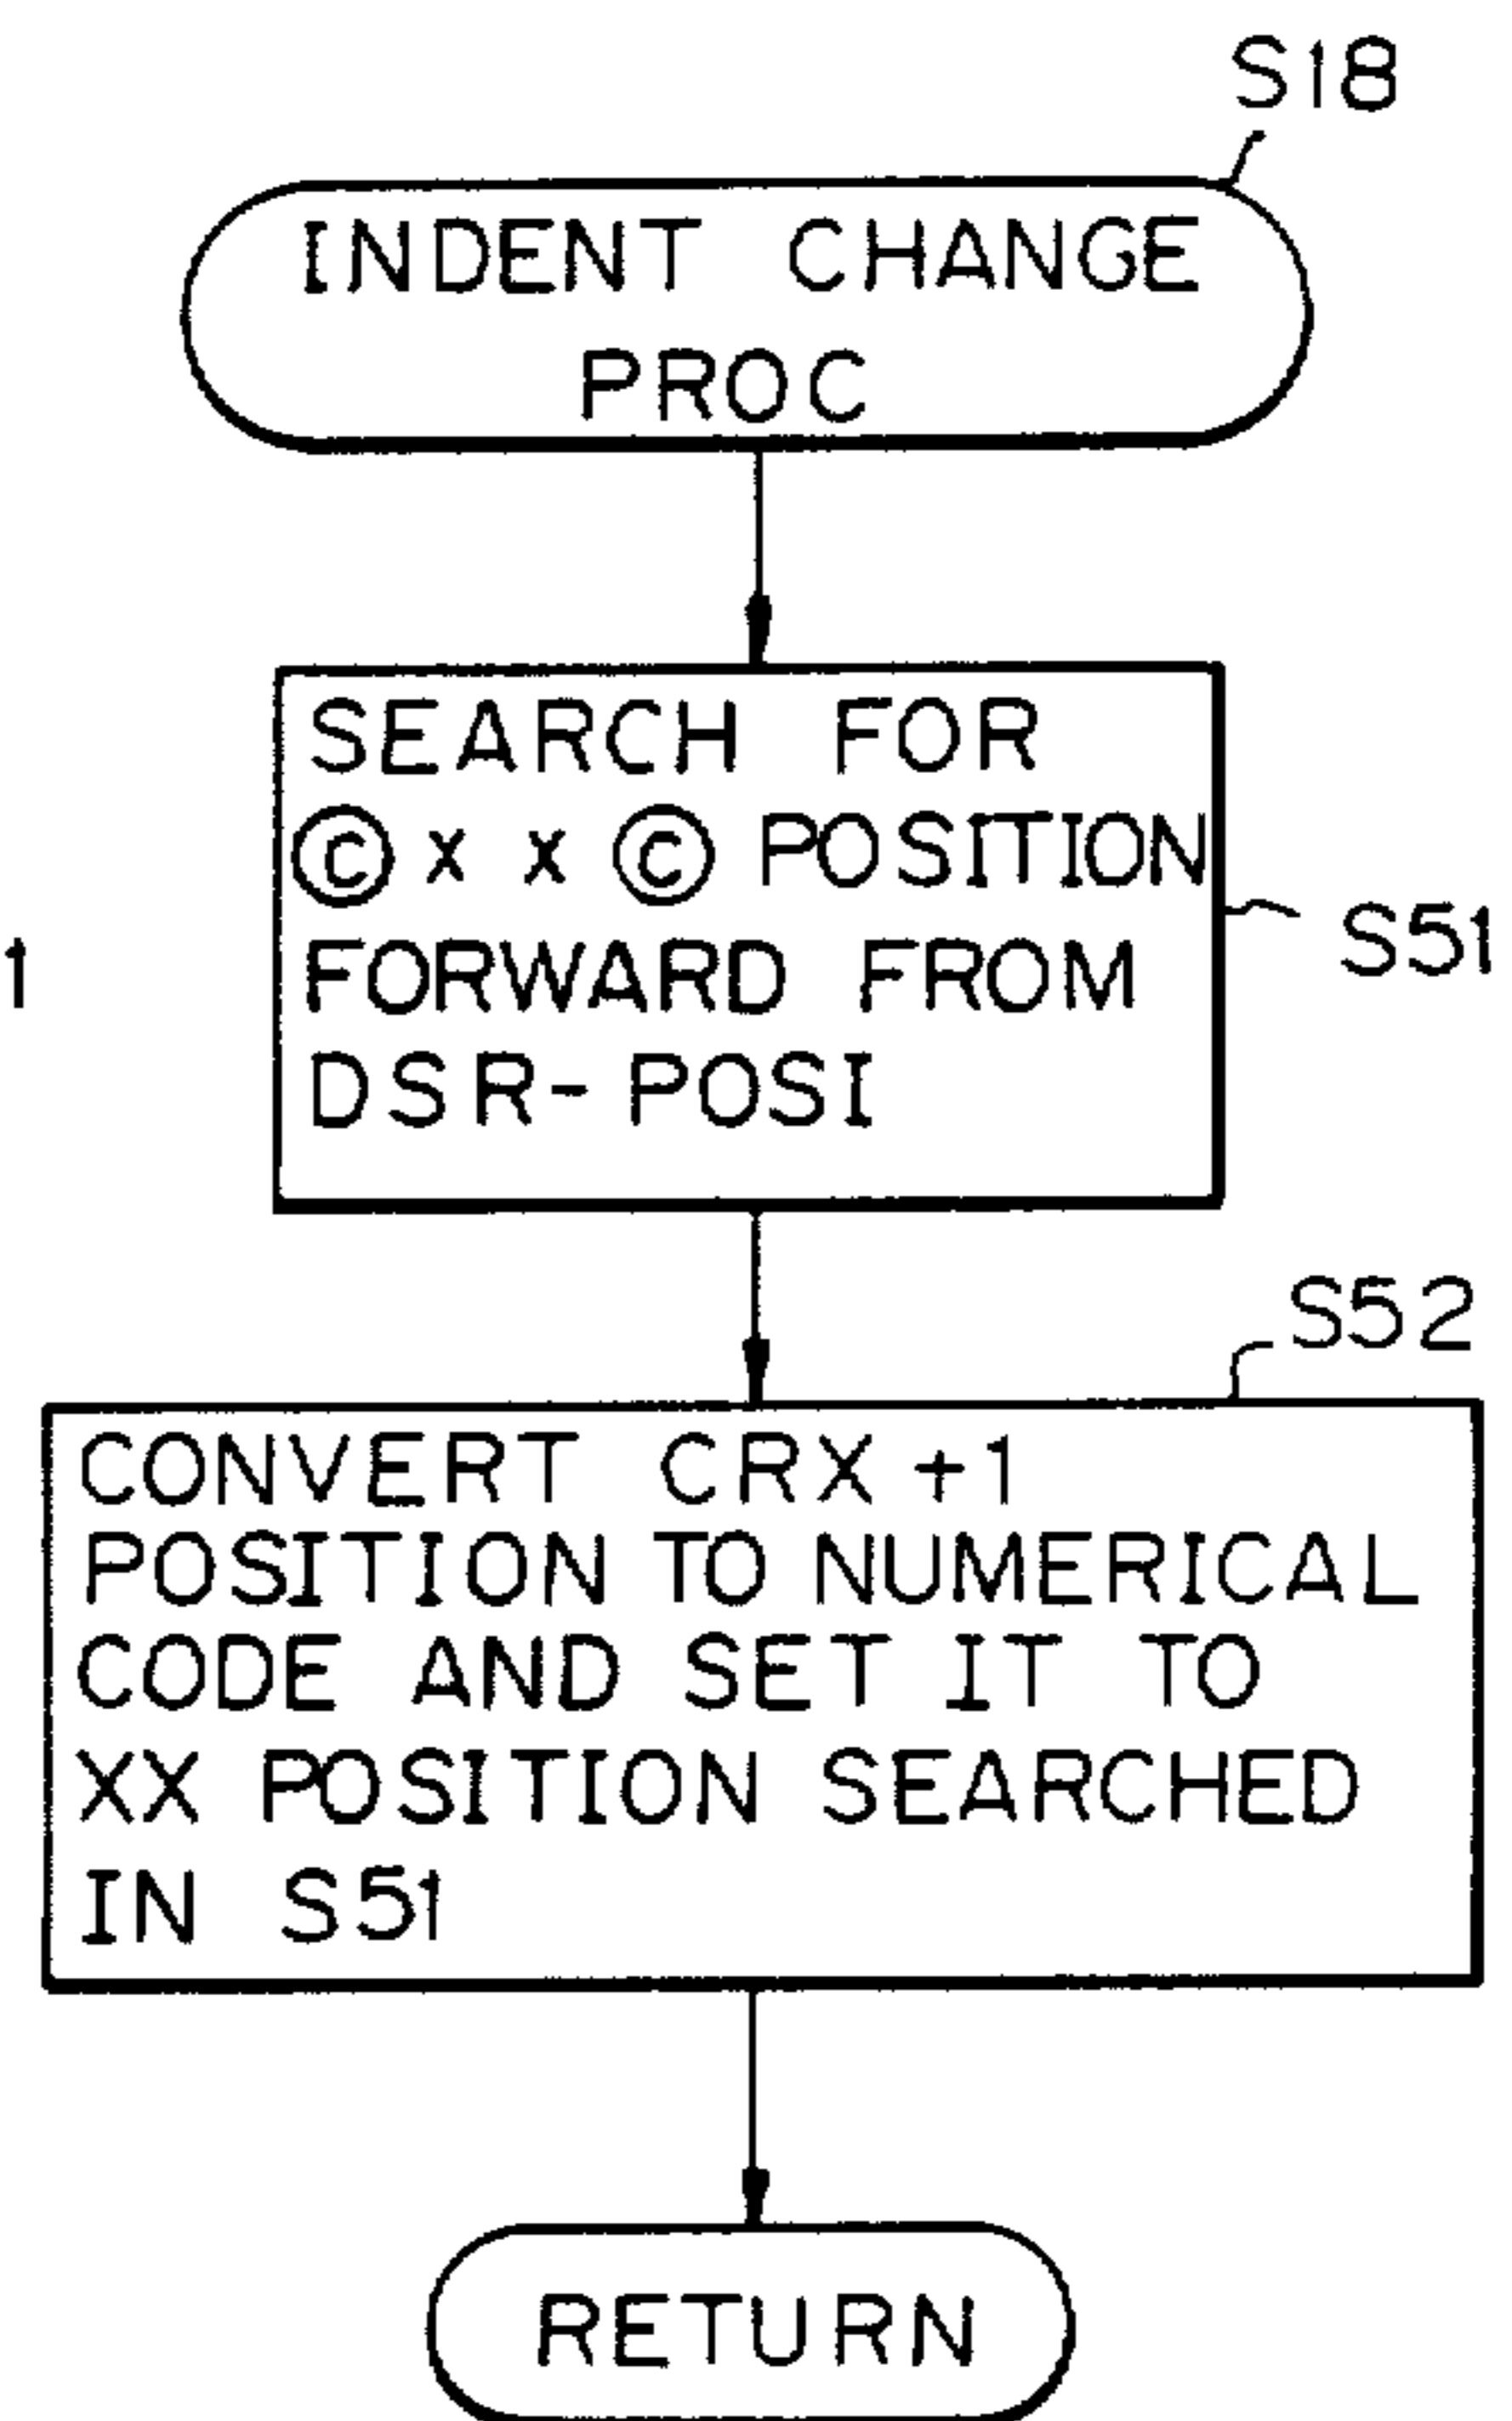 S18
INDENT CHANGE
PROC
SEARCH FOR
© x x © POSITION
FORWARD FROM
DSR-POSI
S51
1
S52
CONVERT CRX +1
POSITION TO NUMERICAL
CODE AND SET IT TO
XX POSITION SEARCHED
IN S51
RETURN